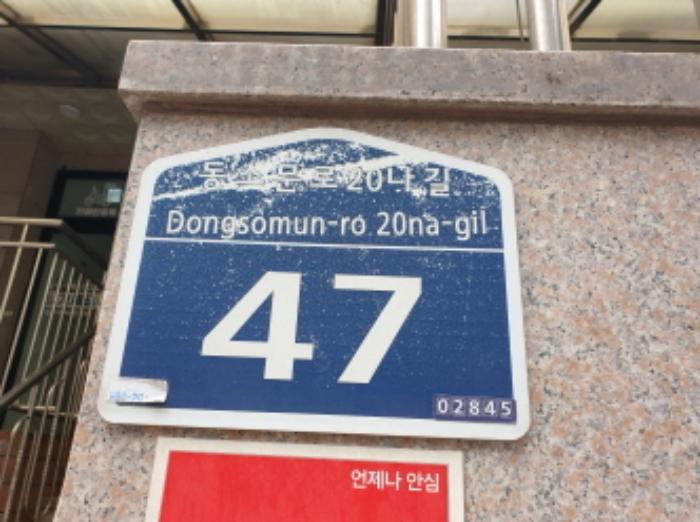 동소문로 20나길
Dongsomun-ro 20na-gil
47
02845
언제나 안심